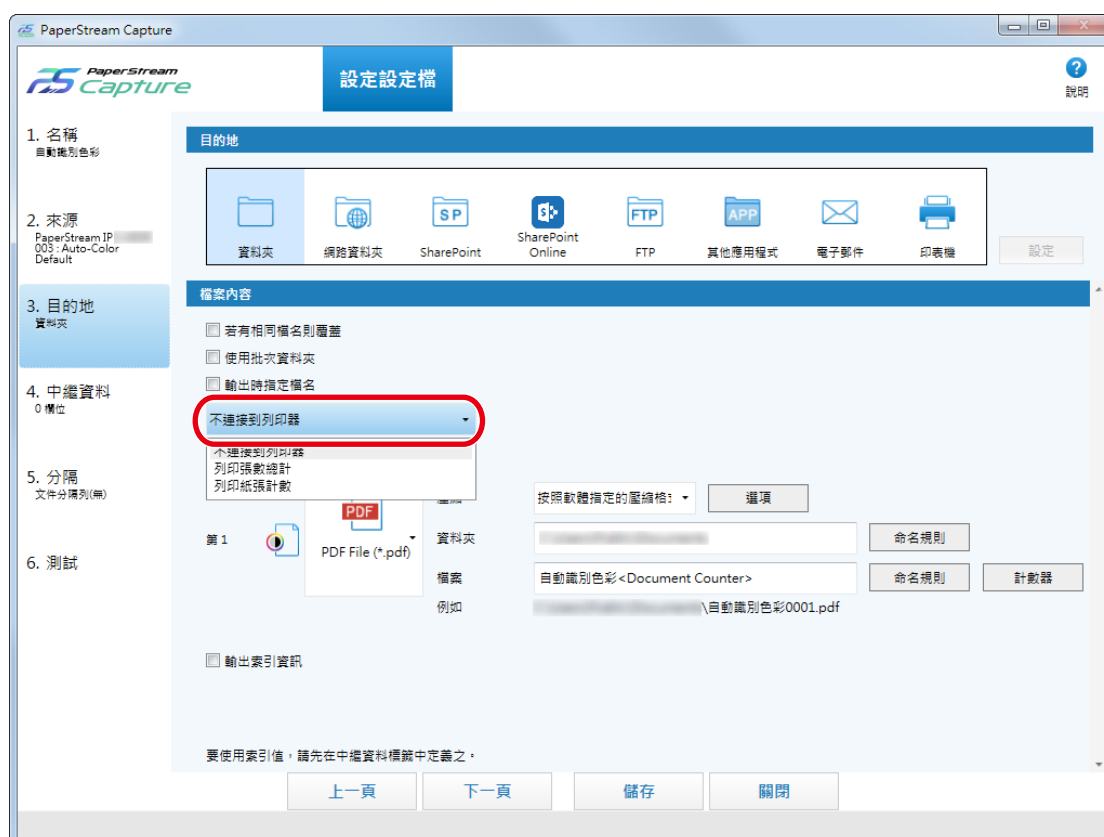 PaperStream Capture
PaperStream
Capture
設定設定檔
說明
1. 名稱
自動識別色彩
2. 來源
PaperStream IP
003 : Auto-Color
Default
3. 目的地
資料夾
4. 中繼資料
0 欄位
5. 分隔
文件分隔列(無)
6. 測試
目的地
資料夾
網路資料夾
SP
SharePoint
SharePoint
Online
FTP
FTP
APP
其他應用程式
電子郵件
印表機
設定
檔案內容
若有相同檔名則覆蓋
使用批次資料夾
輸出時指定檔名
不連接到列印器
不連接到列印器
列印張數總計
列印紙張計數
第 1
PDF
PDF File (*.pdf)
按照軟體指定的壓縮格
選項
資料夾
命名規則
檔案
自動識別色彩<Document Counter>
命名規則
計數器
例如
\自動識別色彩0001.pdf
輸出索引資訊
要使用索引值，請先在中繼資料標籤中定義之。
上一頁
下一頁
儲存
關閉